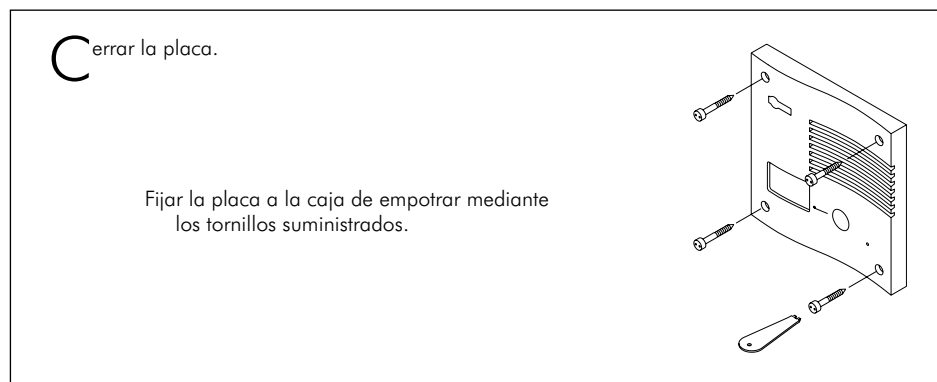 Cerrar la placa.
Fijar la placa a la caja de empotrar mediante
los tornillos suministrados.